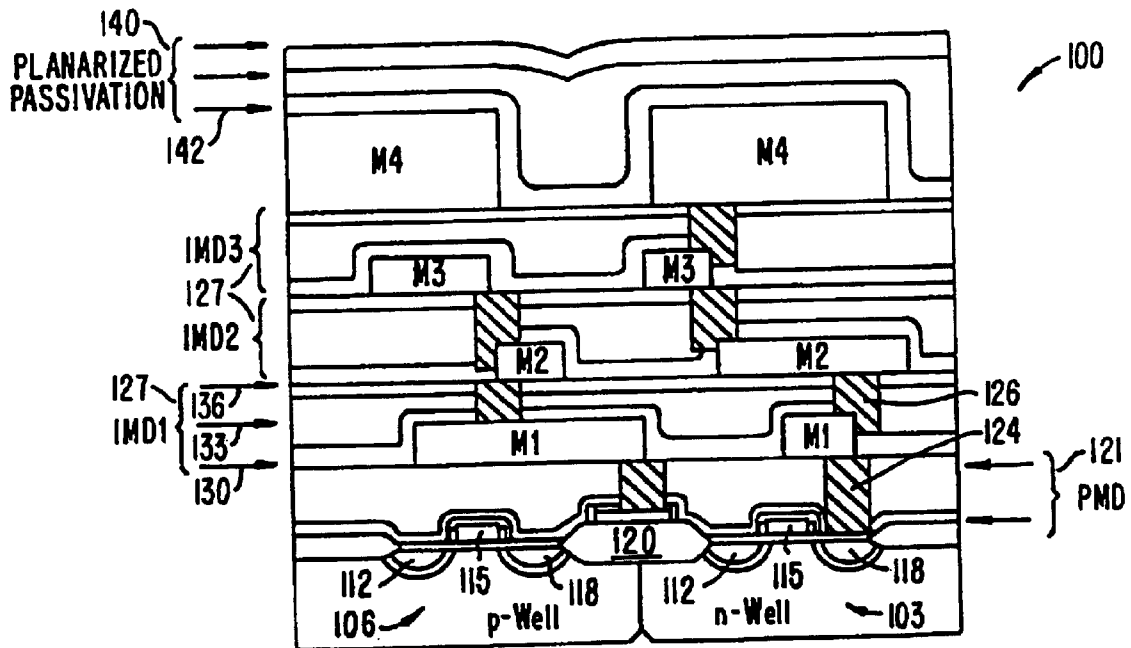 140
PLANARIZED
PASSIVATION
142
100
M4 M4
IMD3
M3 M3
127
IMD2
M2 M2
127
136
126
IMD1
133
M1 M1
124
130
121
PMD
120
112 115 118 112 115 118
106 p-Well n-Well 103